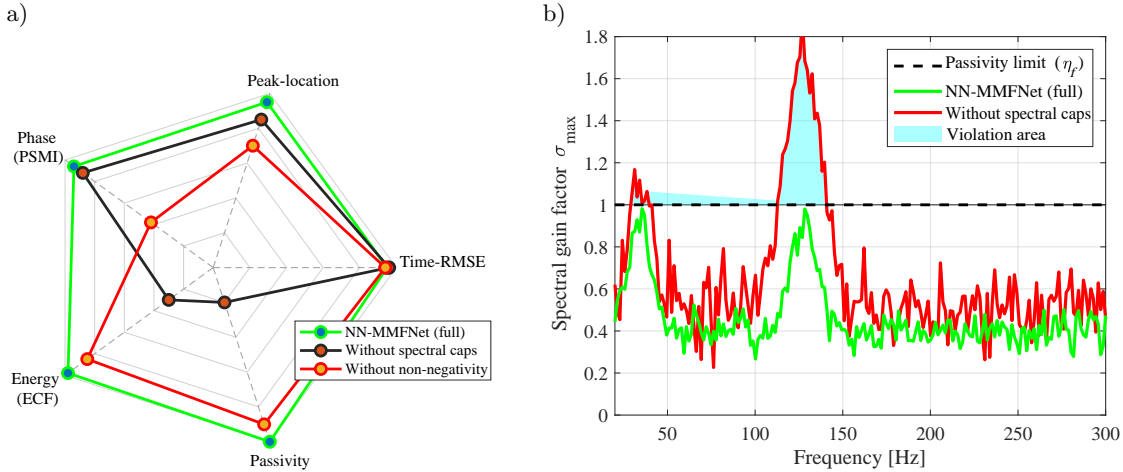 a)
Peak-location
Phase
(PSMI)
Time-RMSE
Energy
(ECF)
Passivity
NN-MMFNet (full)
Without spectral caps
Without non-negativity
b)
Spectral gain factor σmax
1.8
1.6
1.4
1.2
1
0.8
0.6
0.4
0.2
0
Passivity limit (ηf)
NN-MMFNet (full)
Without spectral caps
Violation area
50 100 150 200 250 300
Frequency [Hz]